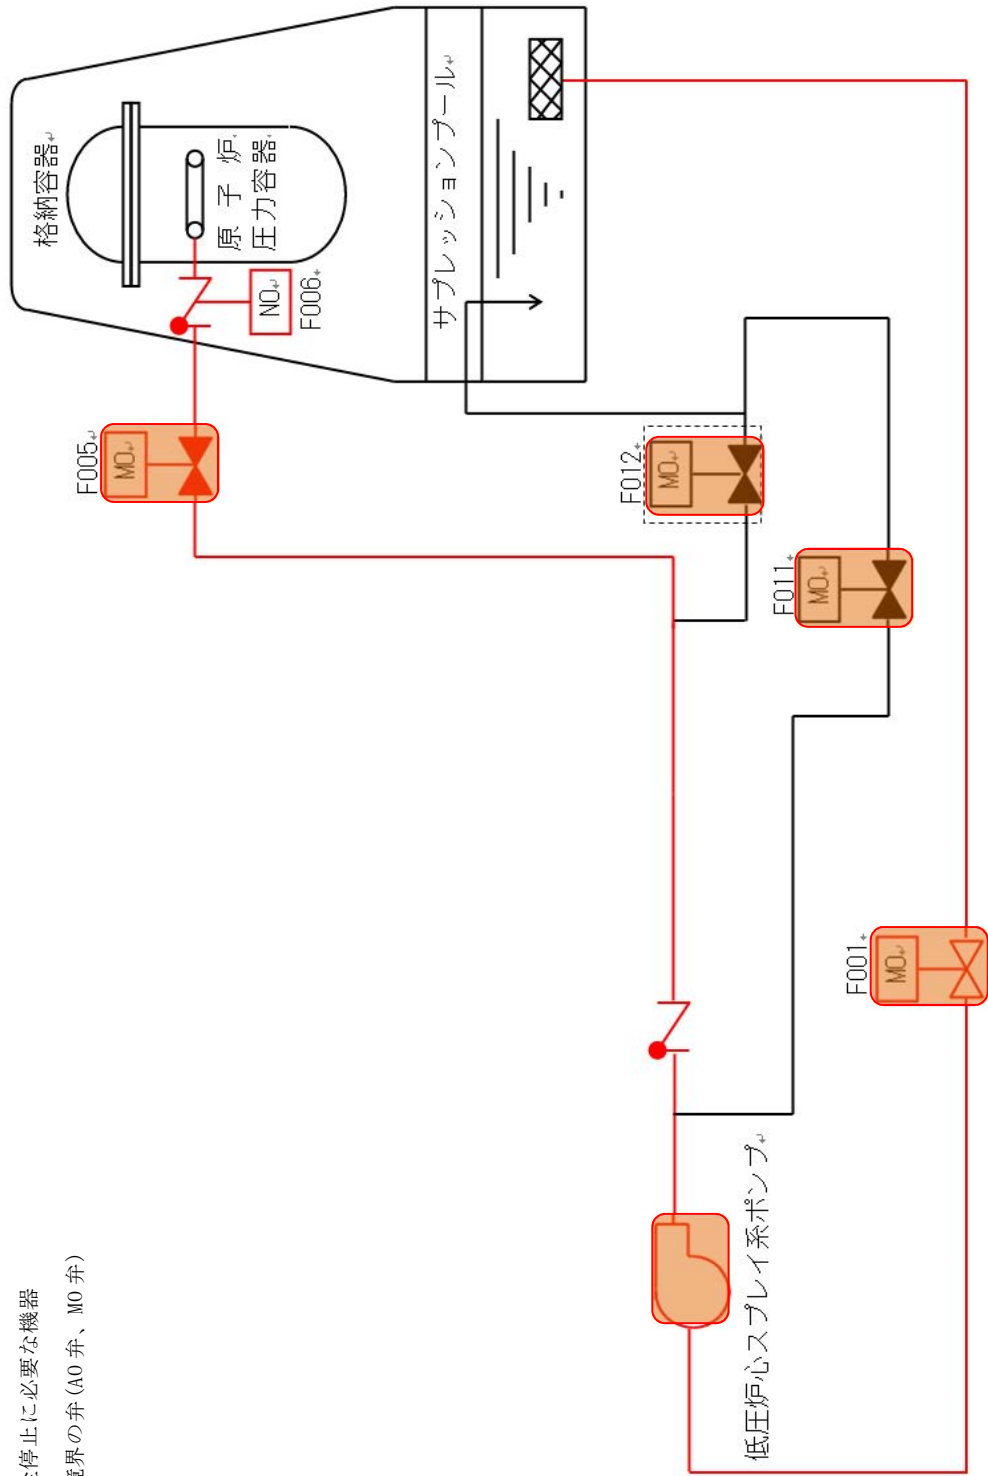 格納容器
原子炉
圧力容器
NO
F006
サプレッションプール
MO
F005
MO
F012
MO
F011
MO
F001
低圧炉心スプレイ系ポンプ
停止に必要な機器
界の弁(AO弁、MO弁)